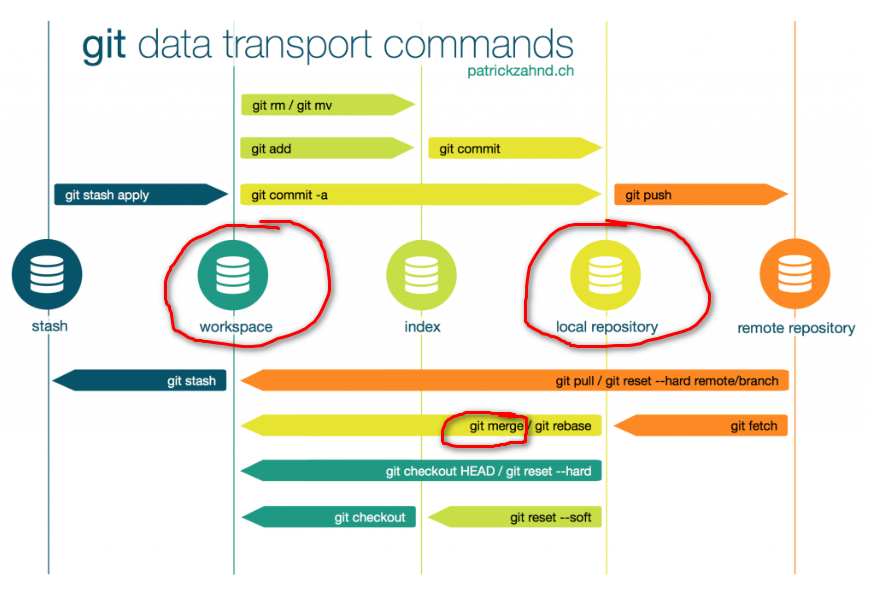 git data transport commands
patrickzahnd.ch
git rm / git mv
git add
git commit
git stash apply
git commit -a
git push
stash
workspace
index
local repository
remote repository
git stash
git pull / git reset --hard remote/branch
git merge / git rebase
git fetch
git checkout HEAD / git reset --hard
git checkout
git reset --soft